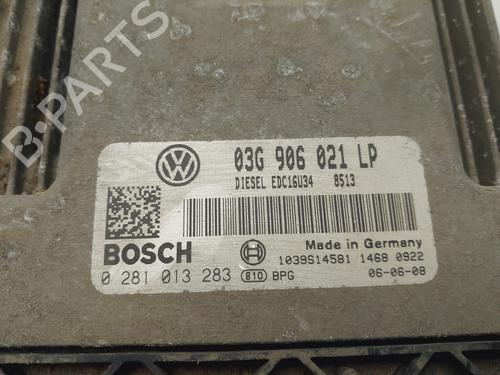 B-PARTS
VW
03G 906 021 LP
DIESEL EDC16U34 8513
BOSCH
Made in Germany
1039S14581 1468 0922
0 281 013 283 810 BPG 06-06-08